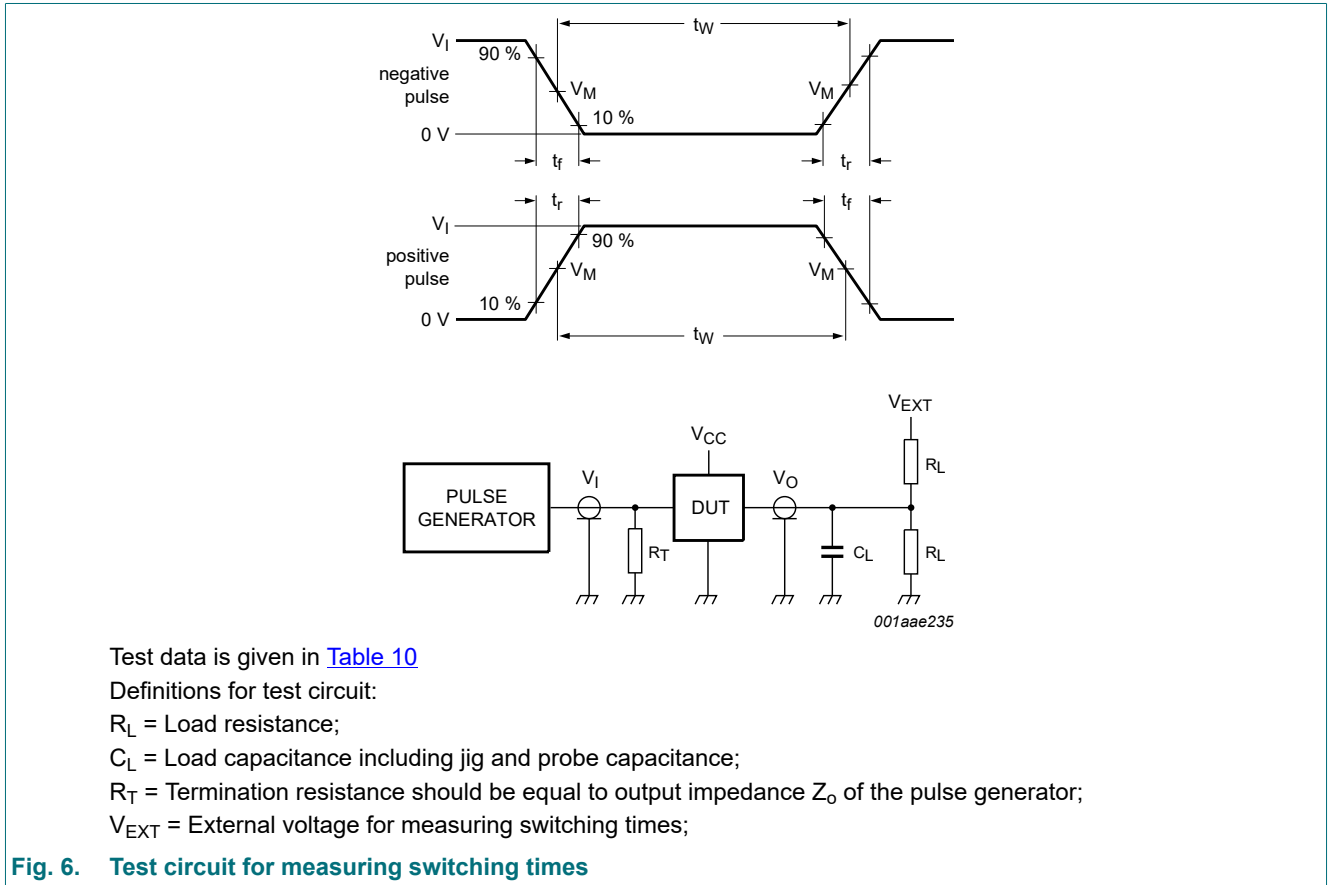 tW
VI
90 %
negative
pulse
VM
VM
10 %
0 V
tf
tr
tr
tf
VI
90 %
positive
pulse
VM
VM
10 %
0 V
tW
VEXT
VCC
RL
VI
VO
PULSE
GENERATOR
DUT
RT
CL
RL
001aae235
Test data is given in Table 10
Definitions for test circuit:
RL = Load resistance;
CL = Load capacitance including jig and probe capacitance;
RT = Termination resistance should be equal to output impedance Zo of the pulse generator;
VEXT = External voltage for measuring switching times;
Fig. 6. Test circuit for measuring switching times